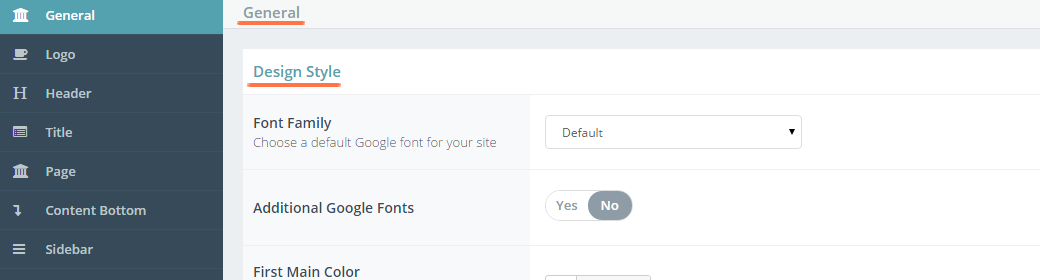 General
Logo
Header
Title
Page
Content Bottom
Sidebar
General
Design Style
Font Family
Choose a default Google font for your site
Default
Additional Google Fonts
Yes No
First Main Color